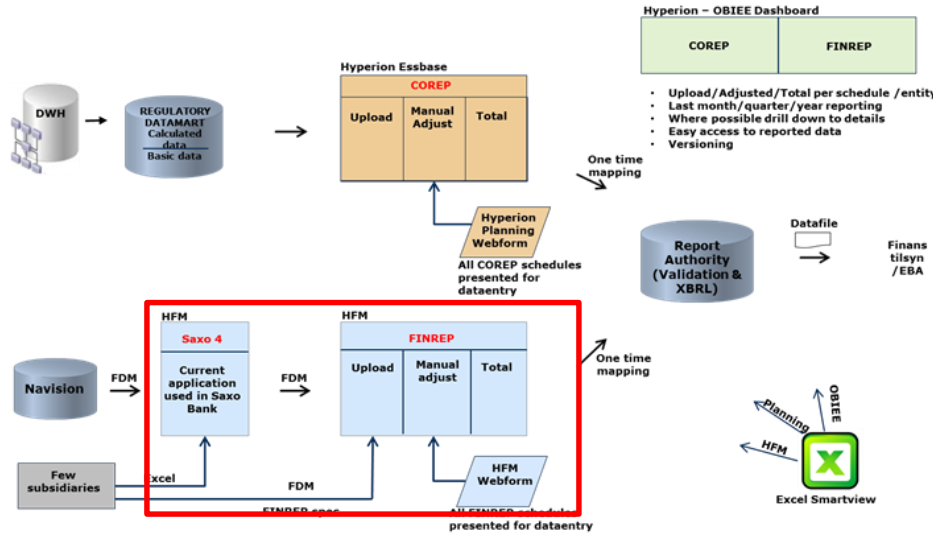 Hyperion – OBIEE Dashboard
COREP
FINREP
• Upload/Adjusted/Total per schedule /entity
• Last month/quarter/year reporting
• Where possible drill down to details
• Easy access to reported data
• Versioning
Hyperion Essbase
COREP
Upload
Manual
Adjust
Total
DWH
REGULATORY
DATAMART
Calculated
data
Basic data
One time
mapping
Hyperion
Planning
Webform
All COREP schedules
presented for
dataentry
Report
Authority
(Validation &
XBRL)
Datafile
Finans
tilsyn
/EBA
HFM
Saxo 4
Current
application
used in Saxo
Bank
HFM
FINREP
Upload
Manual
adjust
Total
Navision
FDM
FDM
One time
mapping
Few
subsidiaries
Excel
FDM
FINREP spec
HFM
Webform
All FINREP schedules
presented for dataentry
OBIEE
Planning
HFM
X
Excel Smartview